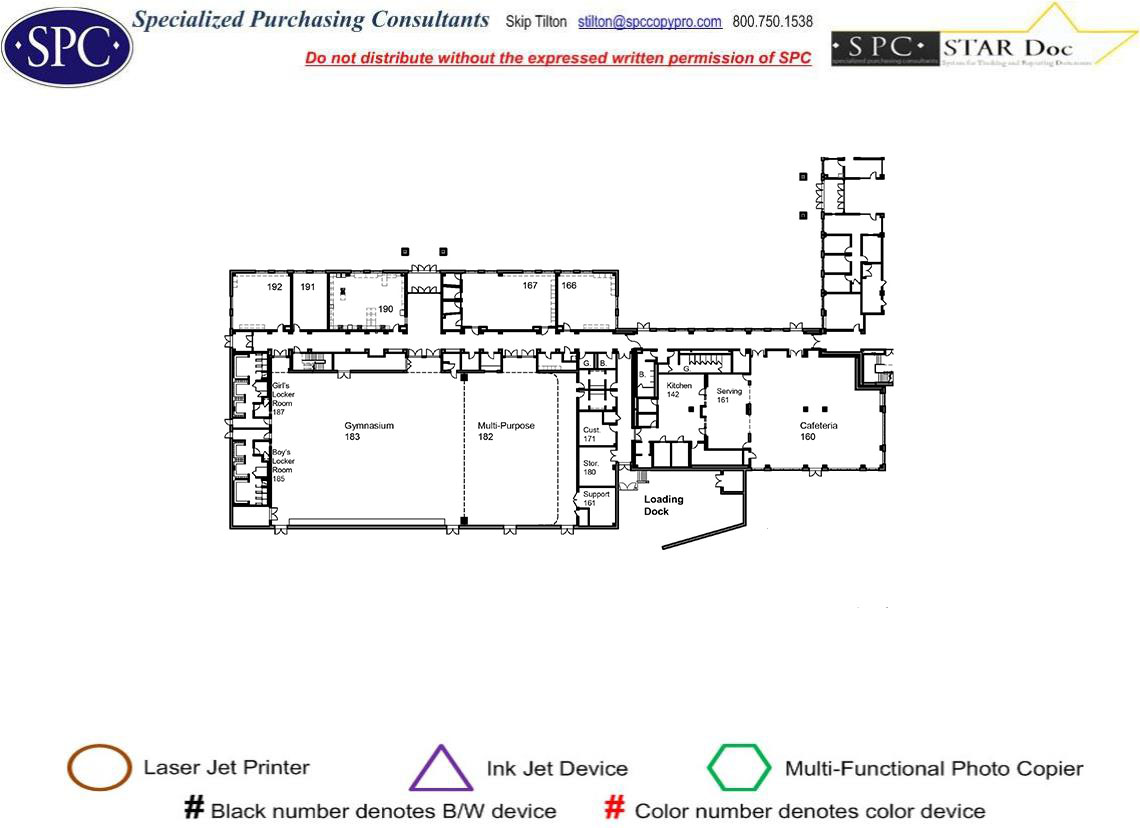 Specialized Purchasing Consultants Skip Tilton stilton@spccopypro.com 800.750.1538
·SPC·
Do not distribute without the expressed written permission of SPC
·SPC· STAR Doc
specialized purchasing consultants System for Tracking and Reporting Documents
192
191
190
167
166
Girl's
Locker
Room
187
Boy's
Locker
Room
185
Gymnasium
183
Multi-Purpose
182
G.
B.
Cust.
171
Stor.
180
Support
161
B.
G.
Kitchen
142
Serving
161
Cafeteria
160
Loading
Dock
Laser Jet Printer
Ink Jet Device
Multi-Functional Photo Copier
# Black number denotes B/W device
# Color number denotes color device